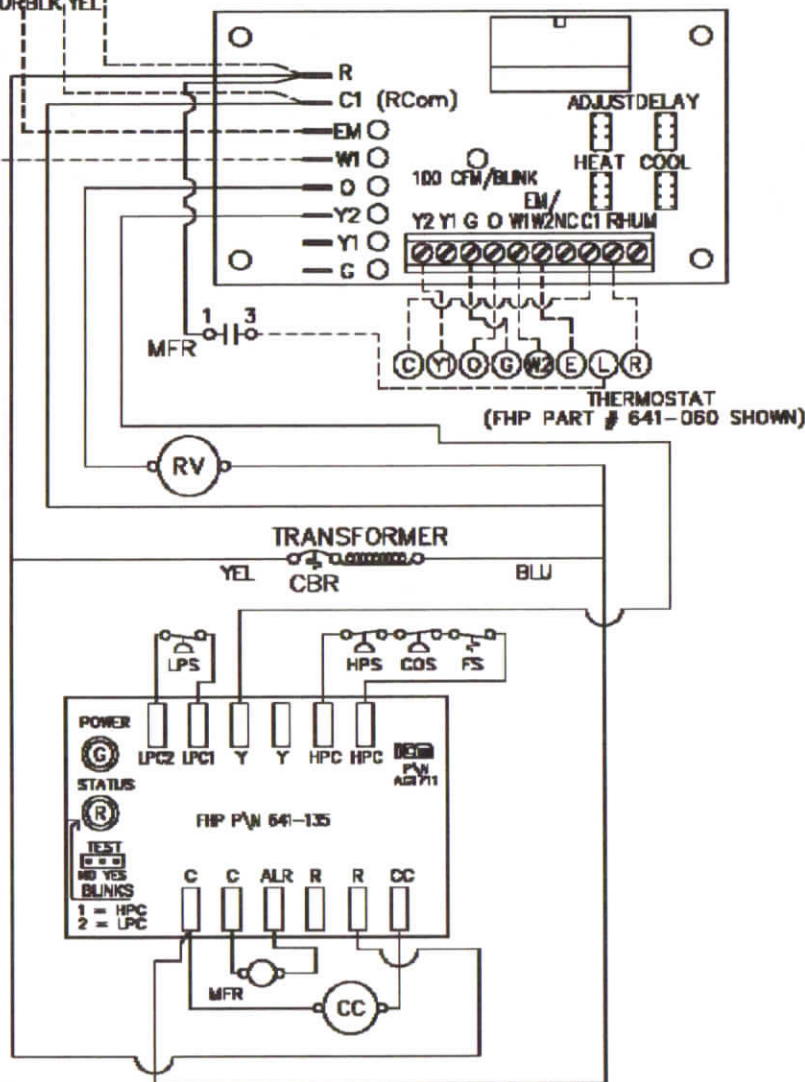 BLK YEL
R
C1 (RCom)
EM
W1
O
Y2
Y1
G
ADJUST DELAY
HEAT COOL
100 CFM/BLINK
EM/
Y2 Y1 G O W1 W2 NC C1 R HUM
1 3
MFR
C Y1 O G W2 E L R
THERMOSTAT
(FHP PART # 641-060 SHOWN)
RV
TRANSFORMER
YEL CBR BLU
LPS HPS COS FS
POWER
G
LPC2 LPC1 Y Y HPC HPC
P\N
STATUS
R
FHP P\N 641-135
TEST
NO YES
BLINKS
1 = HPC
2 = LPC
C C ALR R R CC
MFR
CC